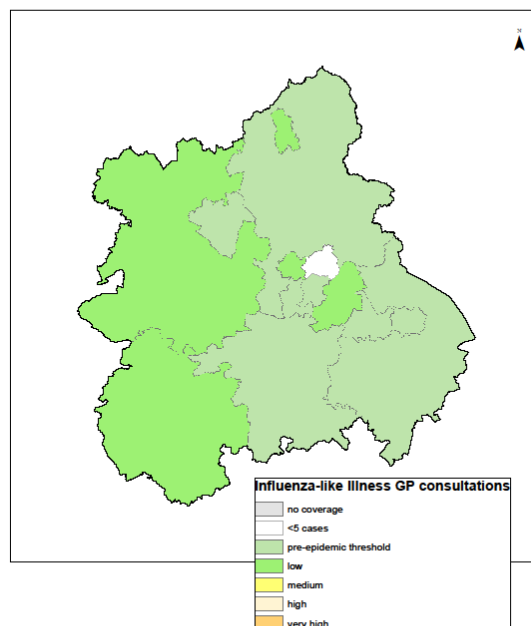 N
Influenza-like Illness GP consultations
no coverage
<5 cases
pre-epidemic threshold
low
medium
high
very high